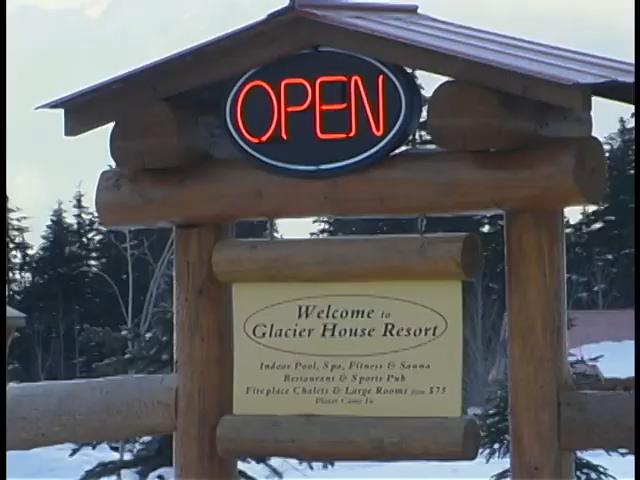 OPEN
Welcome to
Glacier House Resort
Indoor Pool, Spa, Fitness & Sauna
Restaurant & Sports Pub
Fireplace Chalets & Large Rooms from $75
Please Come In